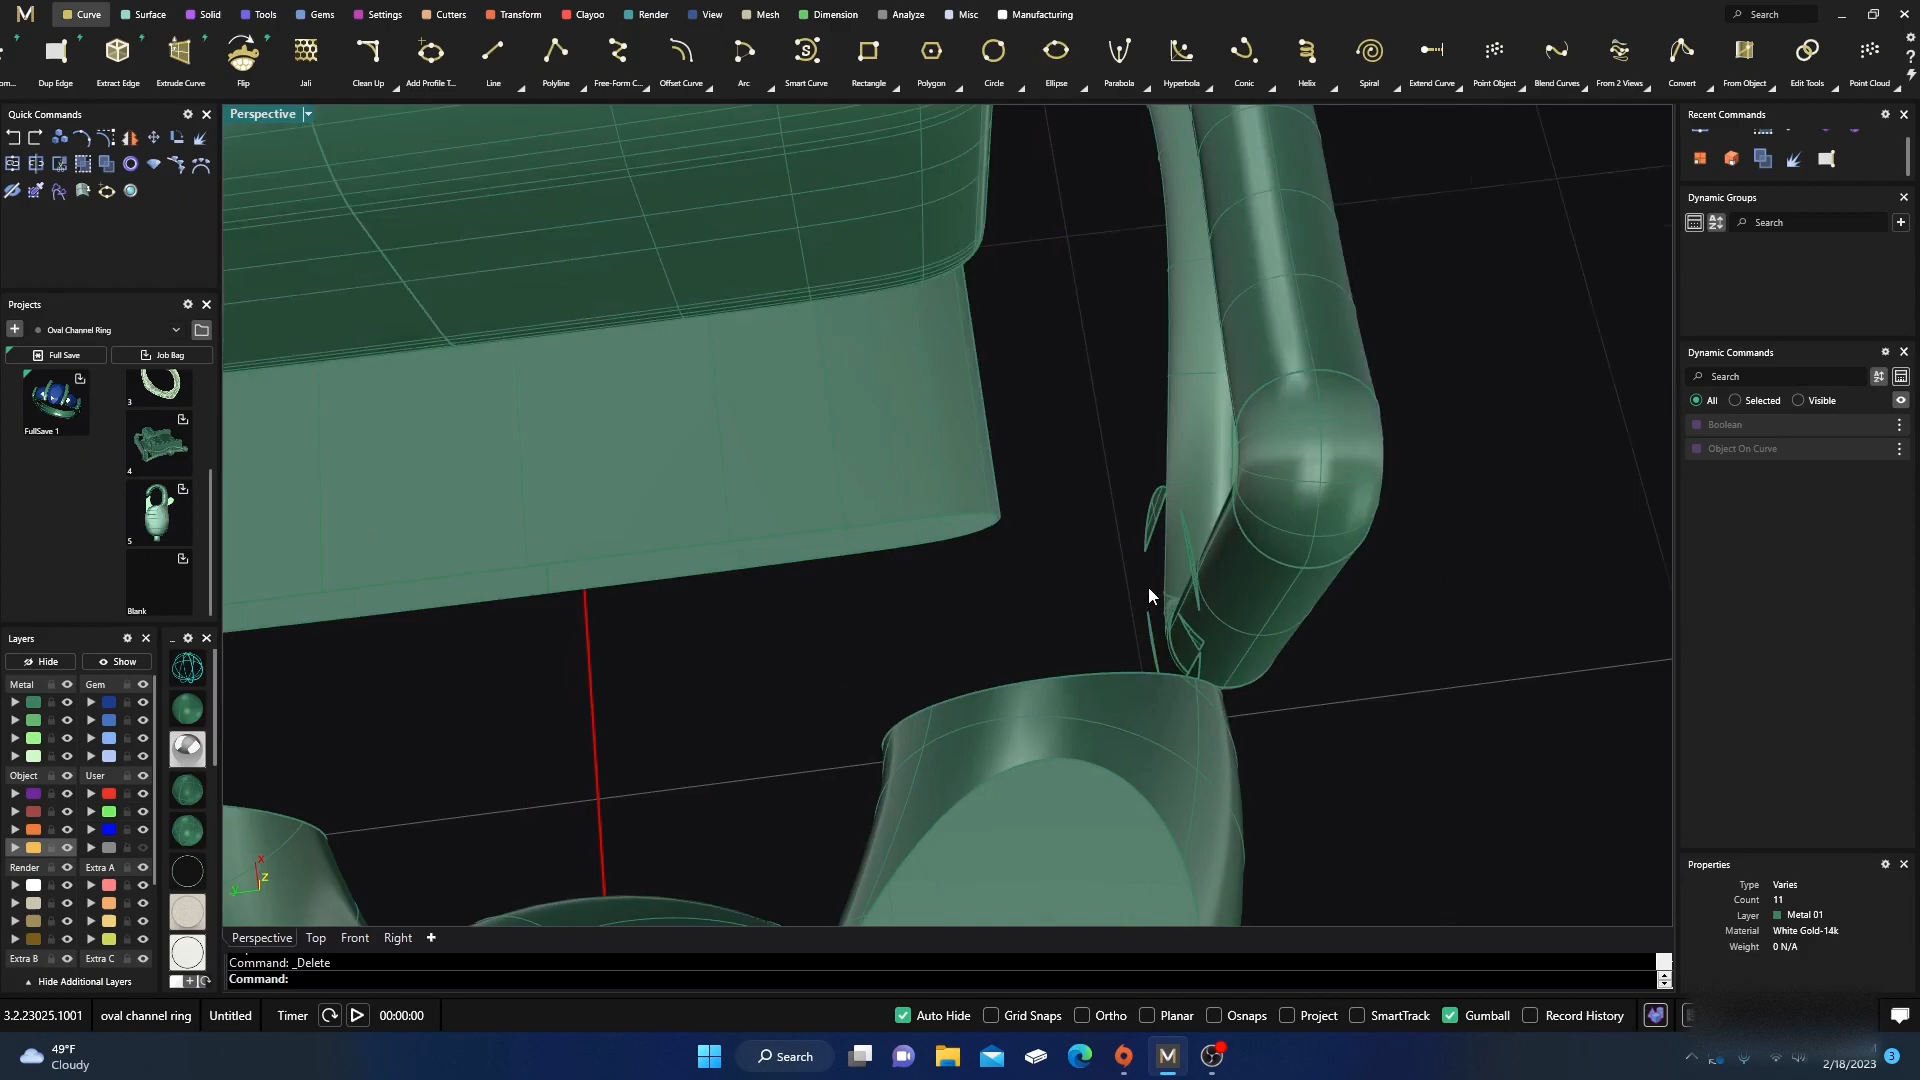 M Curve Surface Solid Tools Gems Settings Cutters Transform Clayoo Render View Mesh Dimension Analyze Misc Manufacturing Search
Dup Edge Extract Edge Extrude Curve Flip Jali Clean Up Add Profile T... Line Polyline Free-Form C... Offset Curve Arc Smart Curve Rectangle Polygon Circle Ellipse Parabola Hyperbola Conic Helix Spiral Extend Curve Point Object Blend Curves From 2 Views Convert From Object Edit Tools Point Cloud
Quick Commands
Perspective
Recent Commands
Dynamic Groups
Search
Projects
Oval Channel Ring
Full Save Job Bag
FullSave 1
3
4
5
Blank
Dynamic Commands
Search
All Selected Visible
Boolean
Object On Curve
Layers
Hide Show
Metal Gem
Object User
Render Extra A
Extra B Extra C
Hide Additional Layers
x
y
z
Properties
Type Varies
Count 11
Layer Metal 01
Material White Gold-14k
Weight 0 N/A
Perspective Top Front Right
Command: _Delete
Command:
3.2.23025.1001 oval channel ring Untitled Timer 00:00:00 Auto Hide Grid Snaps Ortho Planar Osnaps Project SmartTrack Gumball Record History
49°F
Cloudy
Search
2/18/2023
3